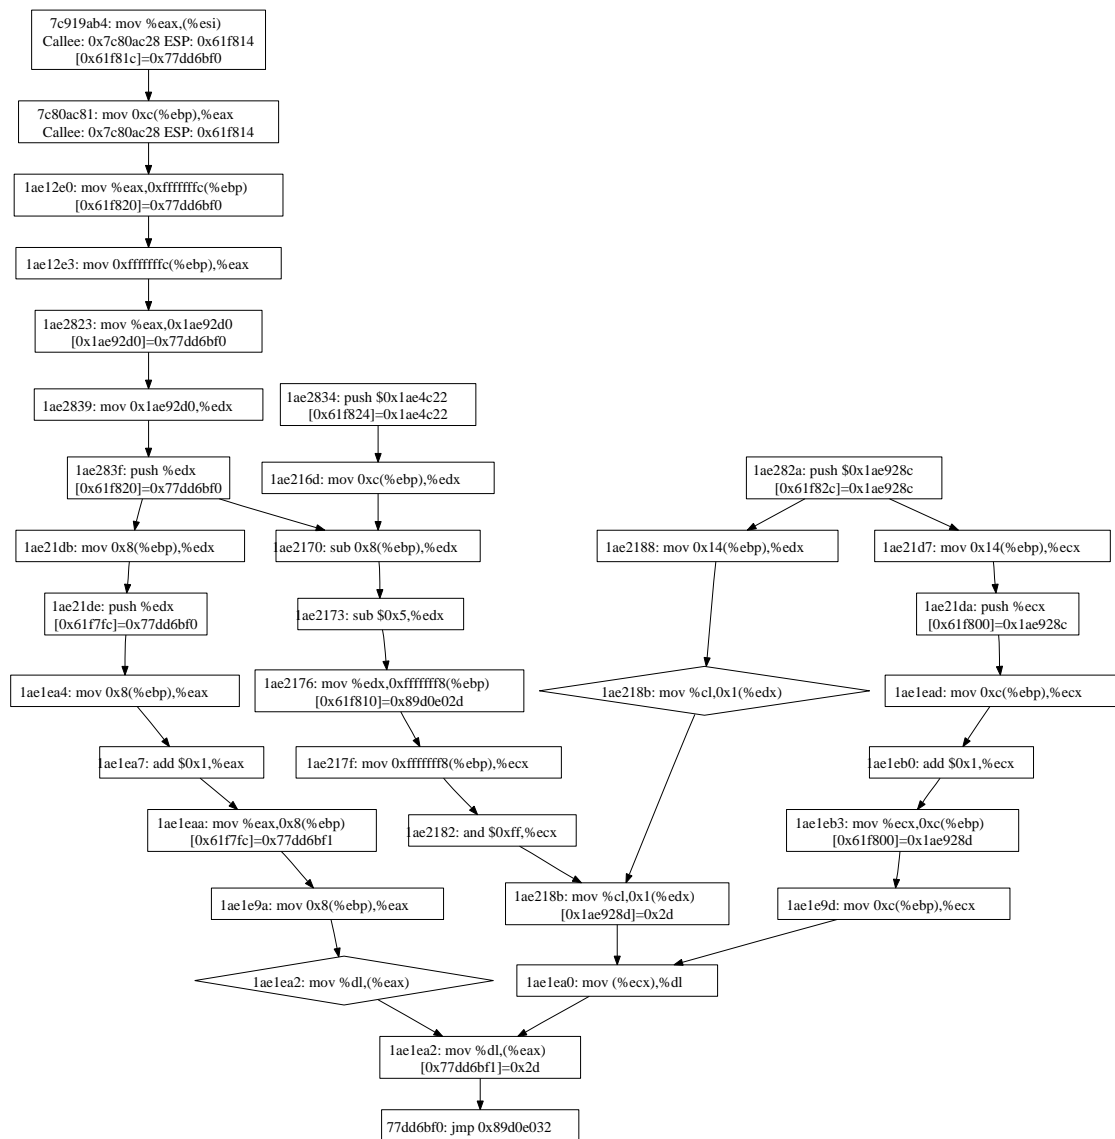 7c919ab4: mov %eax,(%esi)
Callee: 0x7c80ac28 ESP: 0x61f814
[0x61f81c]=0x77dd6bf0
7c80ac81: mov 0xc(%ebp),%eax
Callee: 0x7c80ac28 ESP: 0x61f814
1ae12e0: mov %eax,0xfffffffc(%ebp)
[0x61f820]=0x77dd6bf0
1ae12e3: mov 0xfffffffc(%ebp),%eax
1ae2823: mov %eax,0x1ae92d0
[0x1ae92d0]=0x77dd6bf0
1ae2839: mov 0x1ae92d0,%edx
1ae2834: push $0x1ae4c22
[0x61f824]=0x1ae4c22
1ae283f: push %edx
[0x61f820]=0x77dd6bf0
1ae216d: mov 0xc(%ebp),%edx
1ae282a: push $0x1ae928c
[0x61f82c]=0x1ae928c
1ae21db: mov 0x8(%ebp),%edx
1ae2170: sub 0x8(%ebp),%edx
1ae2188: mov 0x14(%ebp),%edx
1ae21d7: mov 0x14(%ebp),%ecx
1ae21de: push %edx
[0x61f7fc]=0x77dd6bf0
1ae2173: sub $0x5,%edx
1ae21da: push %ecx
[0x61f800]=0x1ae928c
1ae1ea4: mov 0x8(%ebp),%eax
1ae2176: mov %edx,0xfffffff8(%ebp)
[0x61f810]=0x89d0e02d
1ae218b: mov %cl,0x1(%edx)
1ae1ead: mov 0xc(%ebp),%ecx
1ae1ea7: add $0x1,%eax
1ae217f: mov 0xfffffff8(%ebp),%ecx
1ae1eb0: add $0x1,%ecx
1ae1eaa: mov %eax,0x8(%ebp)
[0x61f7fc]=0x77dd6bf1
1ae2182: and $0xff,%ecx
1ae1eb3: mov %ecx,0xc(%ebp)
[0x61f800]=0x1ae928d
1ae1e9a: mov 0x8(%ebp),%eax
1ae218b: mov %cl,0x1(%edx)
[0x1ae928d]=0x2d
1ae1e9d: mov 0xc(%ebp),%ecx
1ae1ea2: mov %dl,(%eax)
1ae1ea0: mov (%ecx),%dl
1ae1ea2: mov %dl,(%eax)
[0x77dd6bf1]=0x2d
77dd6bf0: jmp 0x89d0e032